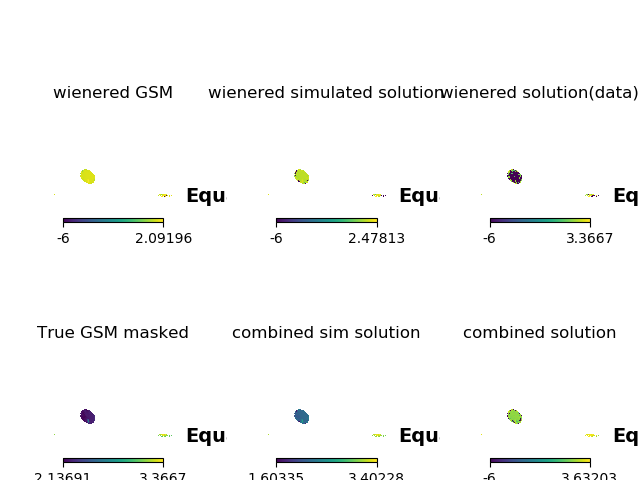 wienered GSM
wienered simulated solution
wienered solution(data)
Equ
Equ
Eq
-6 2.09196
-6 2.47813
-6 3.3667
True GSM masked
combined sim solution
combined solution
Equ
Equ
Eq
2.13691 3.3667
1.60335 3.40228
-6 3.63203